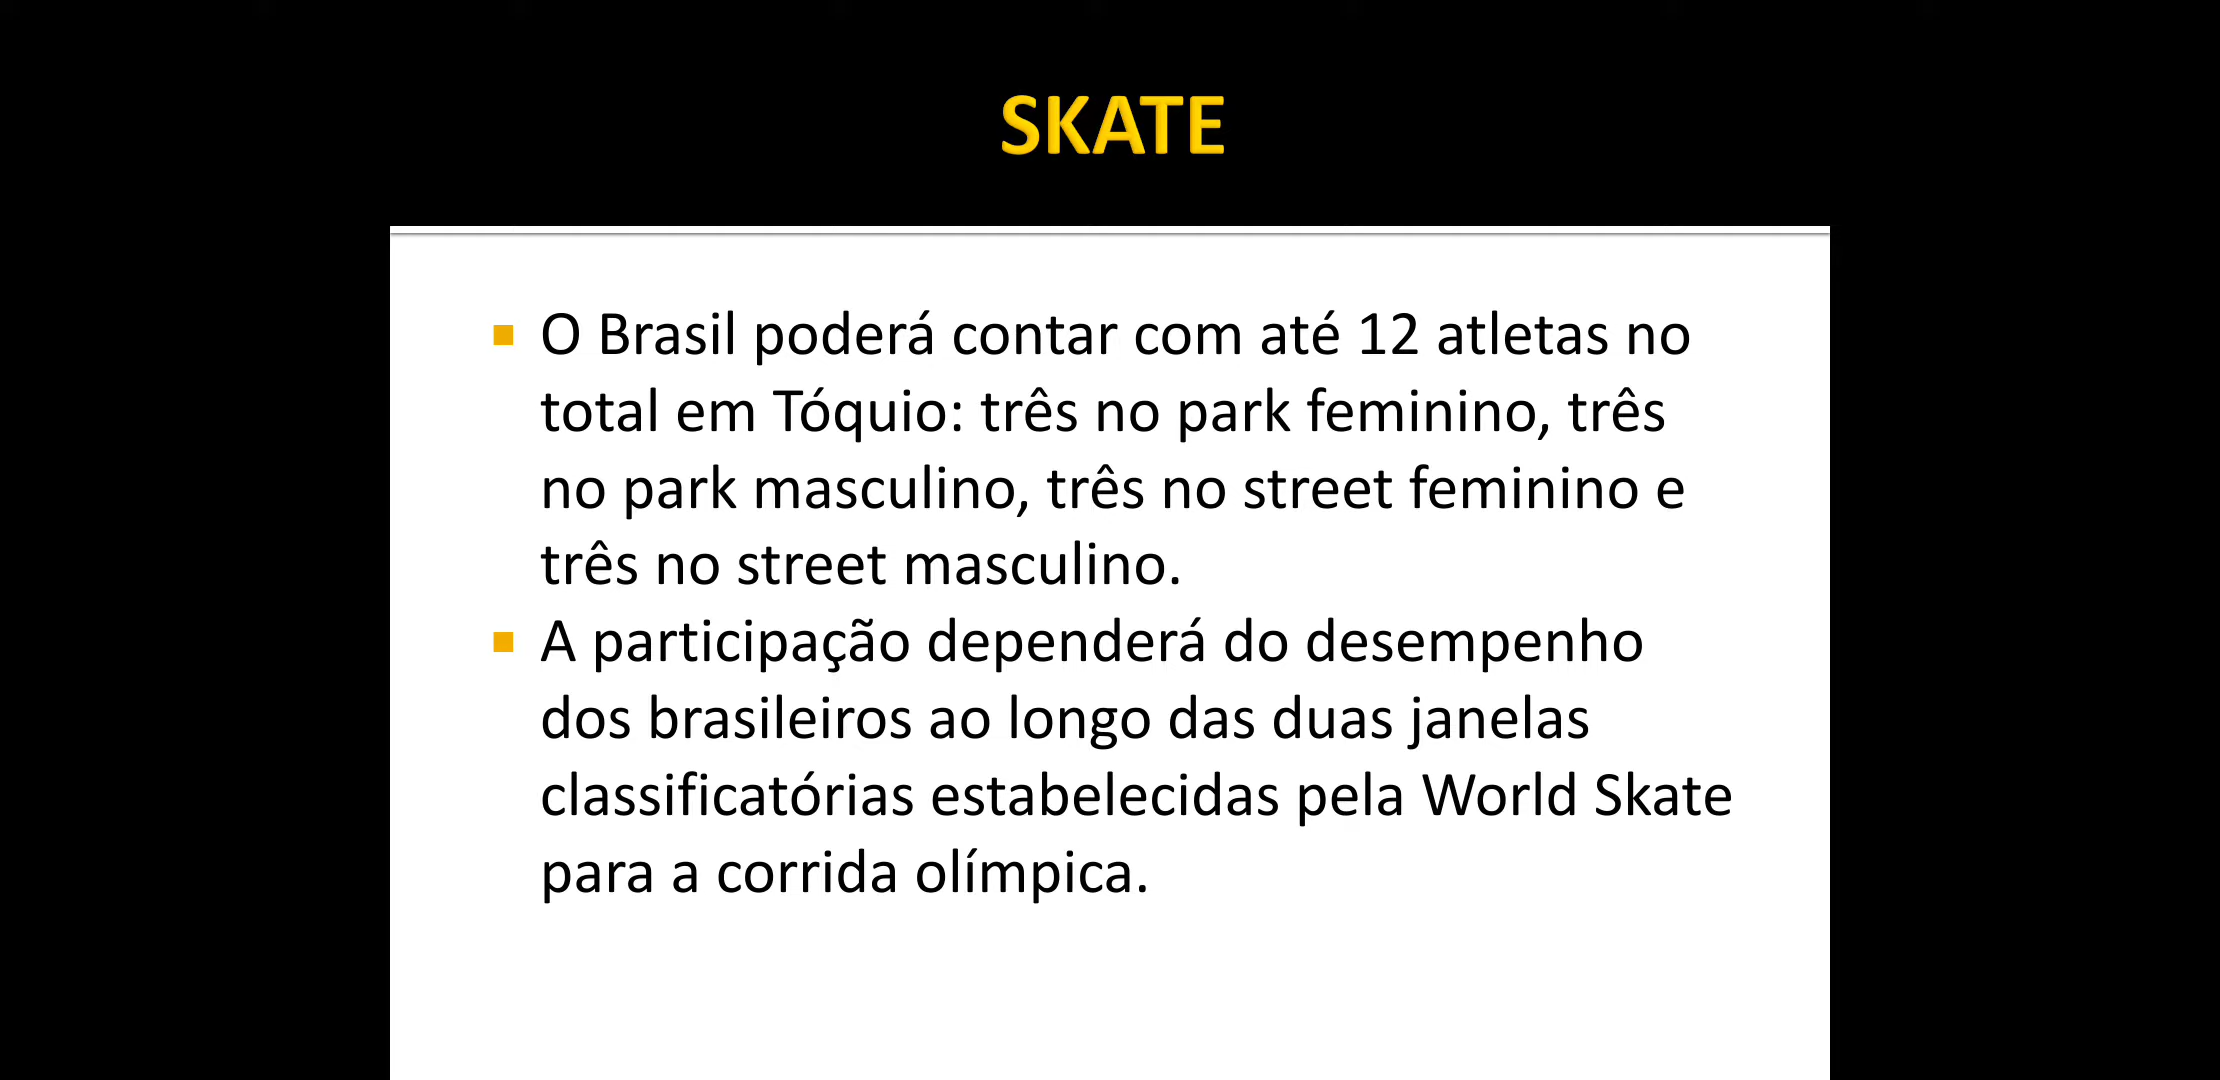 SKATE
O Brasil poderá contar com até 12 atletas no
total em Tóquio: três no park feminino, três
no park masculino, três no street feminino e
três no street masculino.
A participação dependerá do desempenho
dos brasileiros ao longo das duas janelas
classificatórias estabelecidas pela World Skate
para a corrida olímpica.